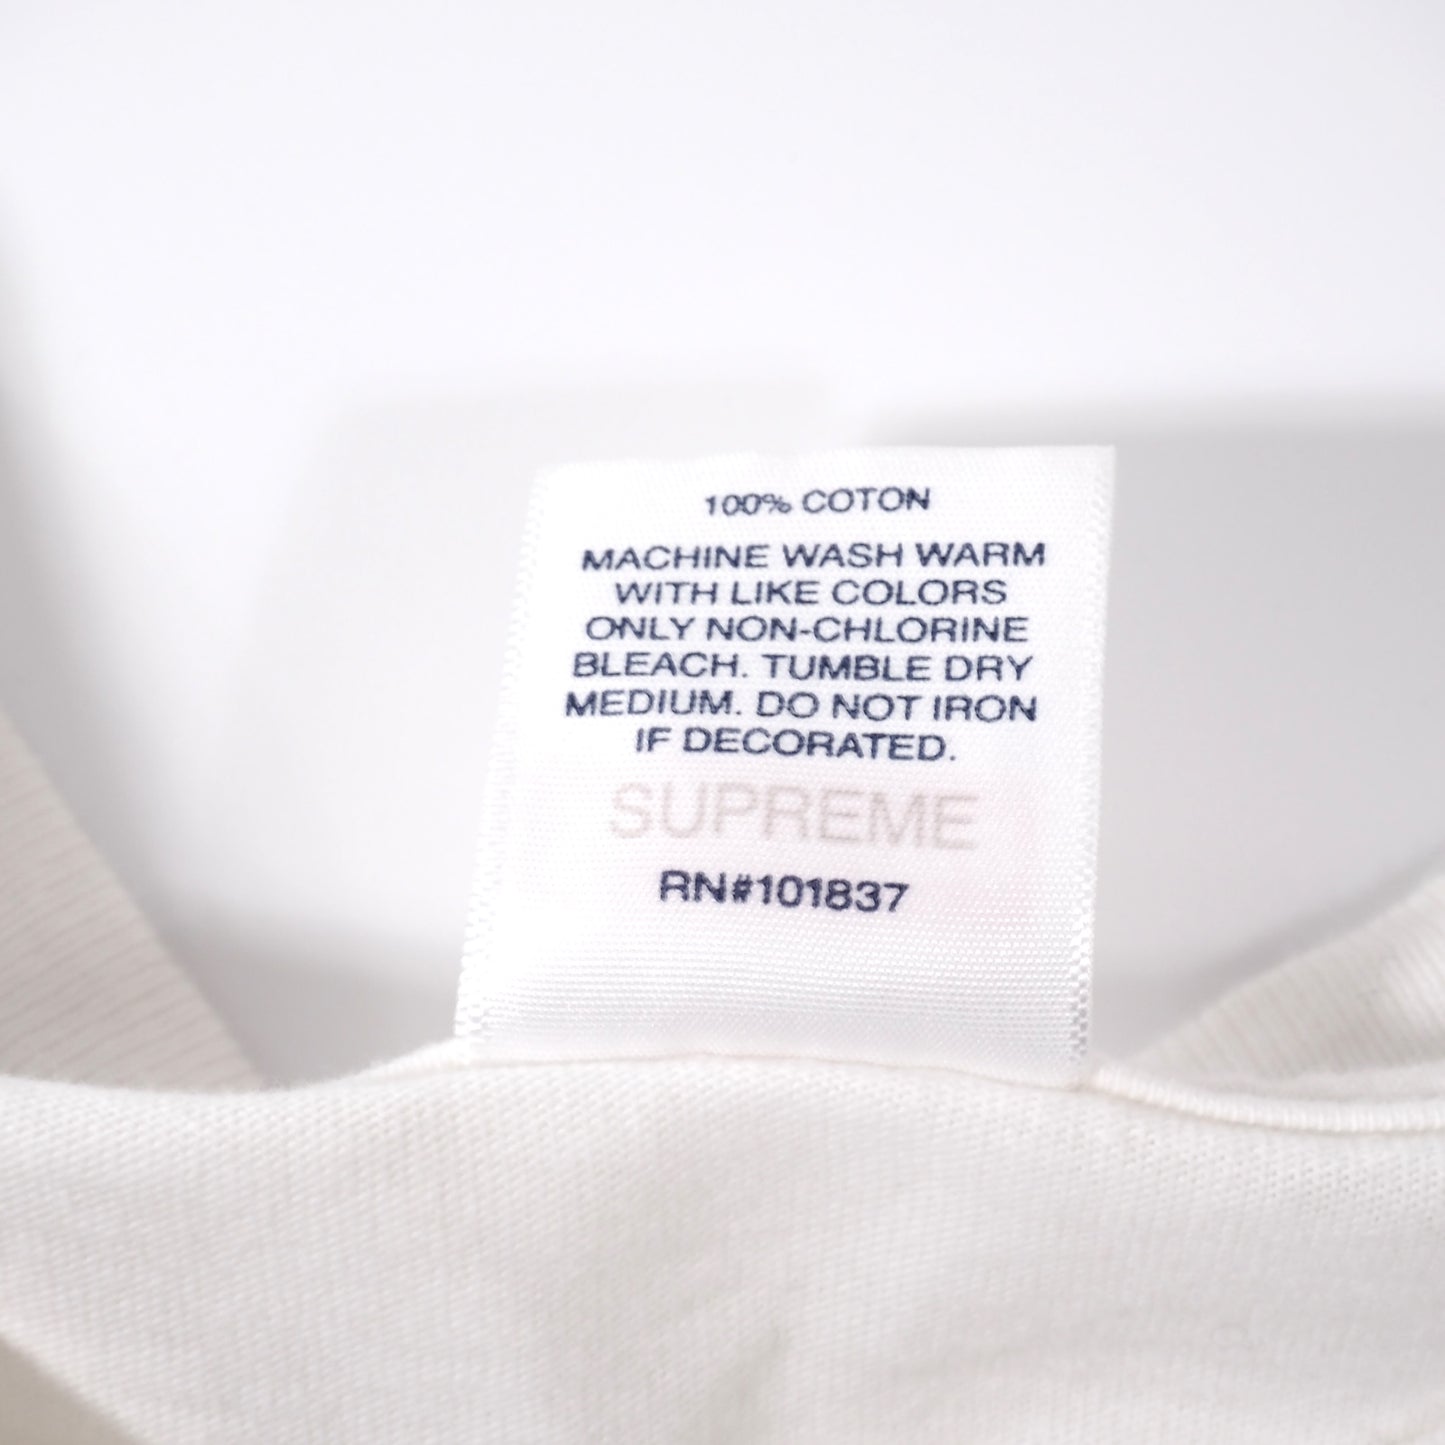 100% COTON
MACHINE WASH WARM
WITH LIKE COLORS
ONLY NON-CHLORINE
BLEACH. TUMBLE DRY
MEDIUM. DO NOT IRON
IF DECORATED.
SUPREME
RN#101837